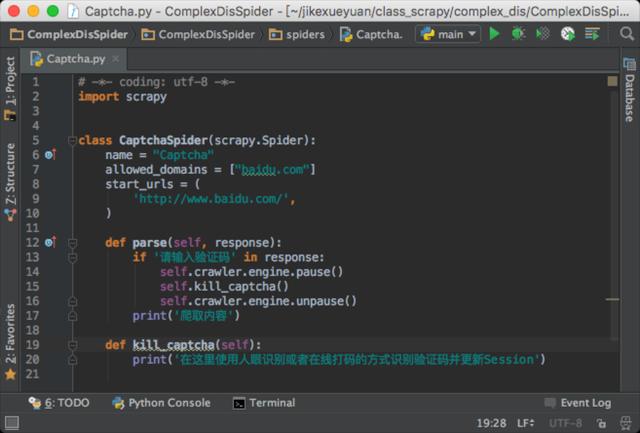 Captcha.py - ComplexDisSpider - [~/jikexueyuan/class_scrapy/complex_dis/ComplexDisSpi...
ComplexDisSpider ComplexDisSpider spiders Captcha. main
Captcha.py
1: Project
Z: Structure
2: Favorites
Database
1 # -*- coding: utf-8 -*-
2 import scrapy
3
4
5 class CaptchaSpider(scrapy.Spider):
6 name = "Captcha"
7 allowed_domains = ["baidu.com"]
8 start_urls = (
9 'http://www.baidu.com/',
10 )
11
12 def parse(self, response):
13 if '请输入验证码' in response:
14 self.crawler.engine.pause()
15 self.kill_captcha()
16 self.crawler.engine.unpause()
17 print('爬取内容')
18
19 def kill_captcha(self):
20 print('在这里使用人眼识别或者在线打码的方式识别验证码并更新Session')
21
6: TODO Python Console Terminal Event Log
19:28 LF UTF-8